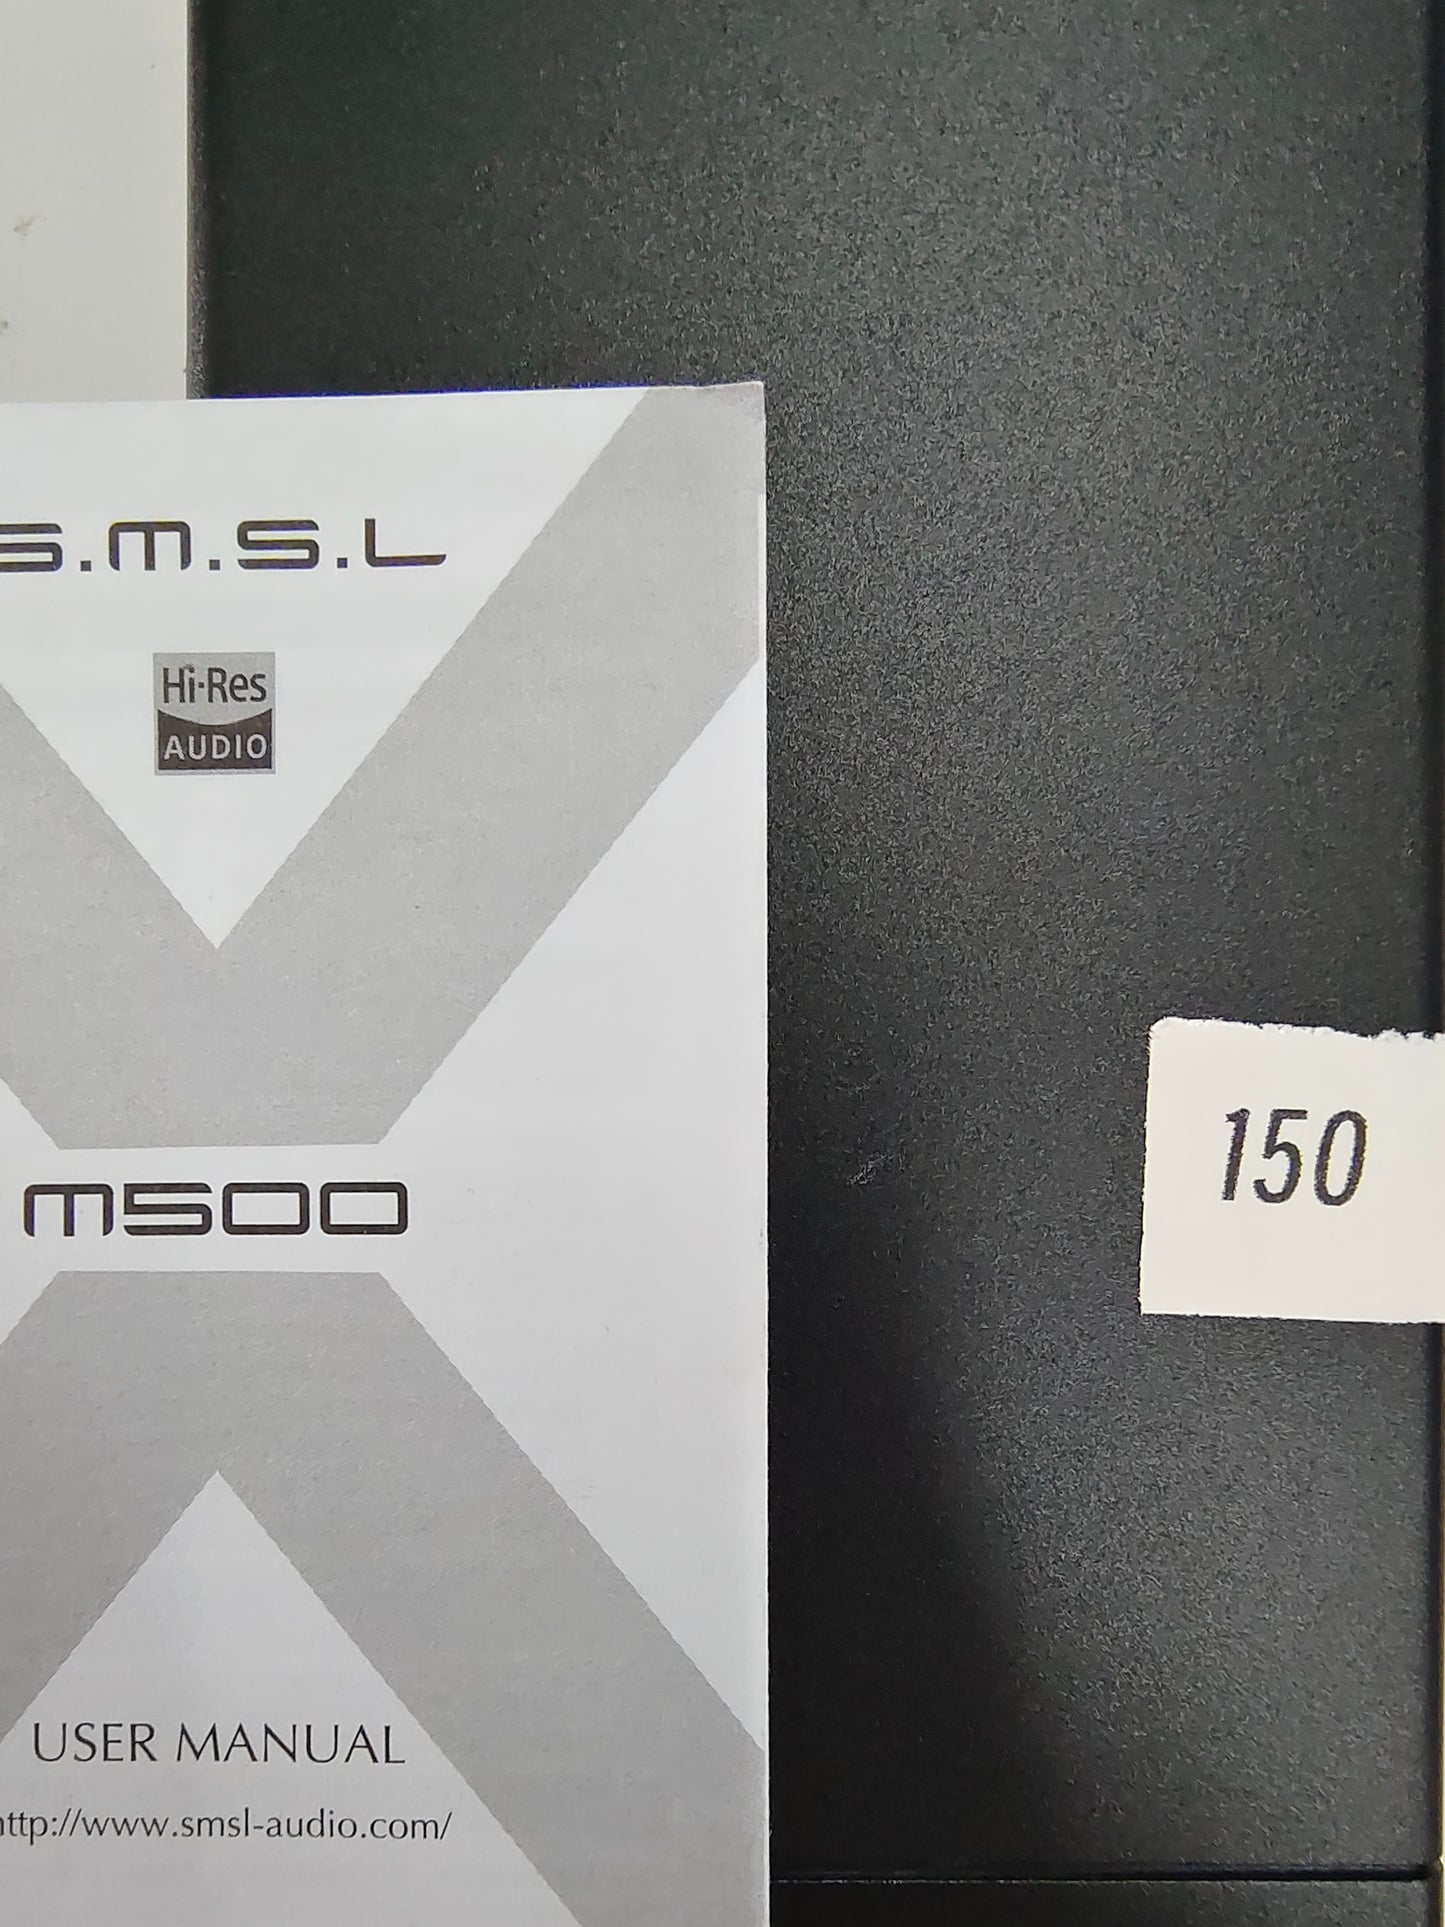 S.M.S.L
Hi-Res
AUDIO
M500
150
USER MANUAL
http://www.smsl-audio.com/